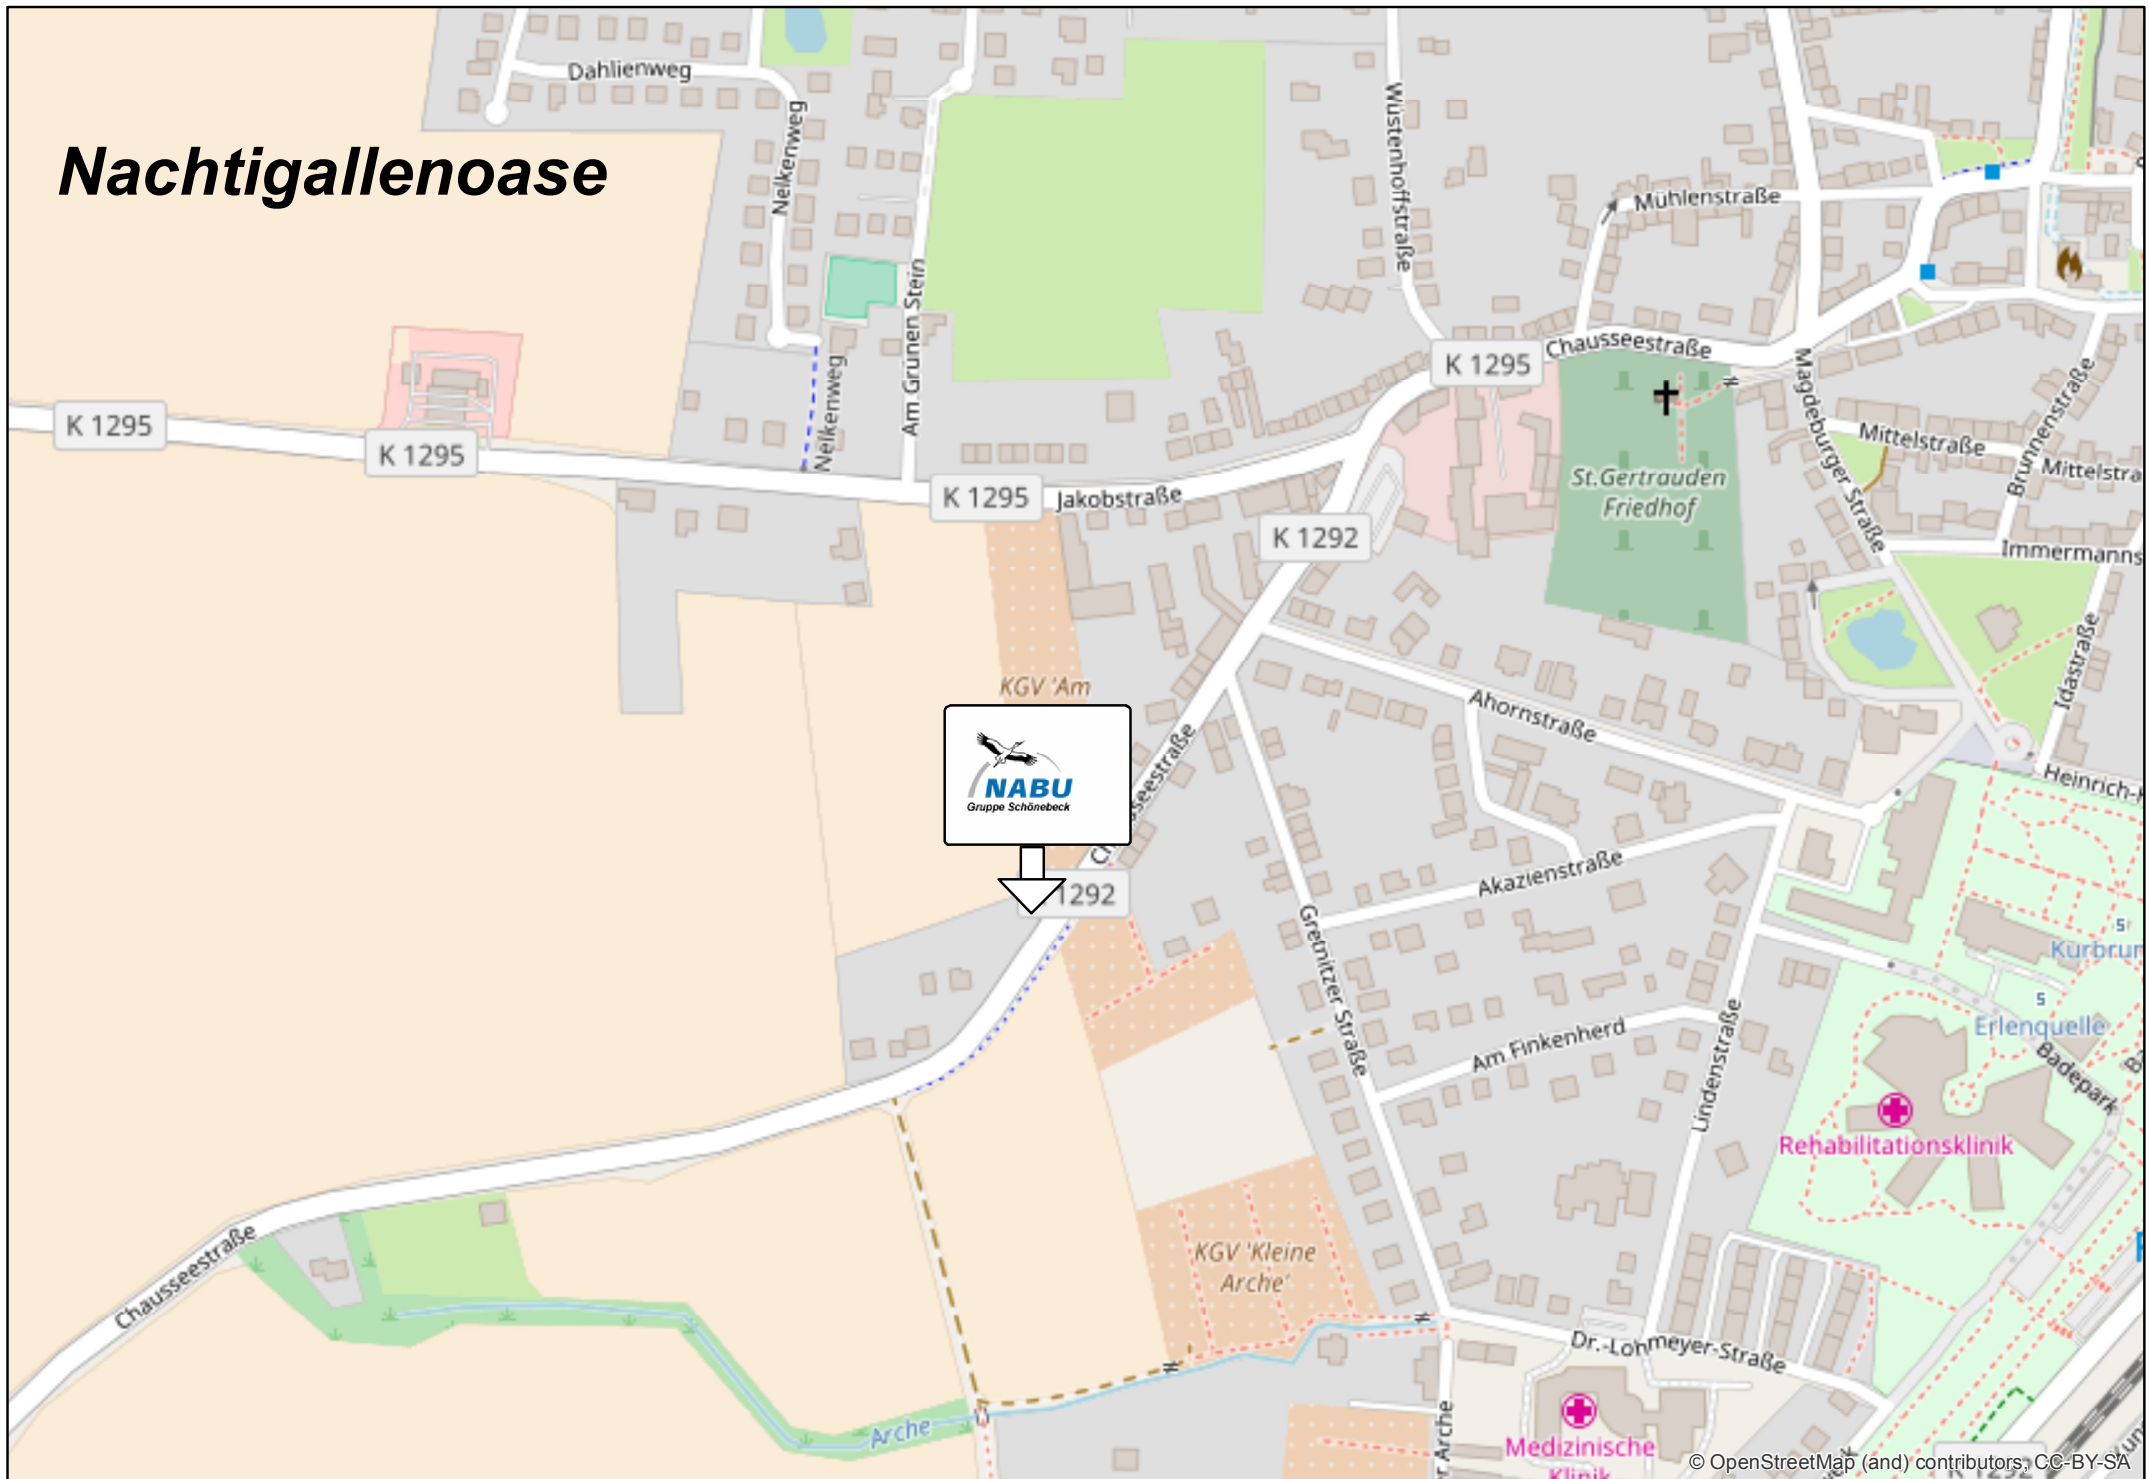 Nachtigallenoase
Dahlienweg
Nelkenweg
Nelkenweg
Am Grünen Stein
Wüstenhoffstraße
Mühlenstraße
Chausseestraße
K 1295
K 1295
K 1295
K 1295
Jakobstraße
K 1292
St.Gertrauden
Friedhof
Magdeburger Straße
Mittelstraße
Mittelstra
Brunnenstraße
Immermanns
Idastraße
Heinrich-
KGV 'Am
NABU
Gruppe Schönebeck
seestraße
Ch
1292
Ahornstraße
Akazienstraße
Gretnitzer Straße
Am Finkenherd
Lindenstraße
Kurbrun
Erlenquelle
Badepark
Rehabilitationsklinik
Chausseestraße
KGV 'Kleine
Arche'
Arche
Dr.-Lohmeyer-Straße
r Arche
Medizinische
Klinik
© OpenStreetMap (and) contributors, CC-BY-SA